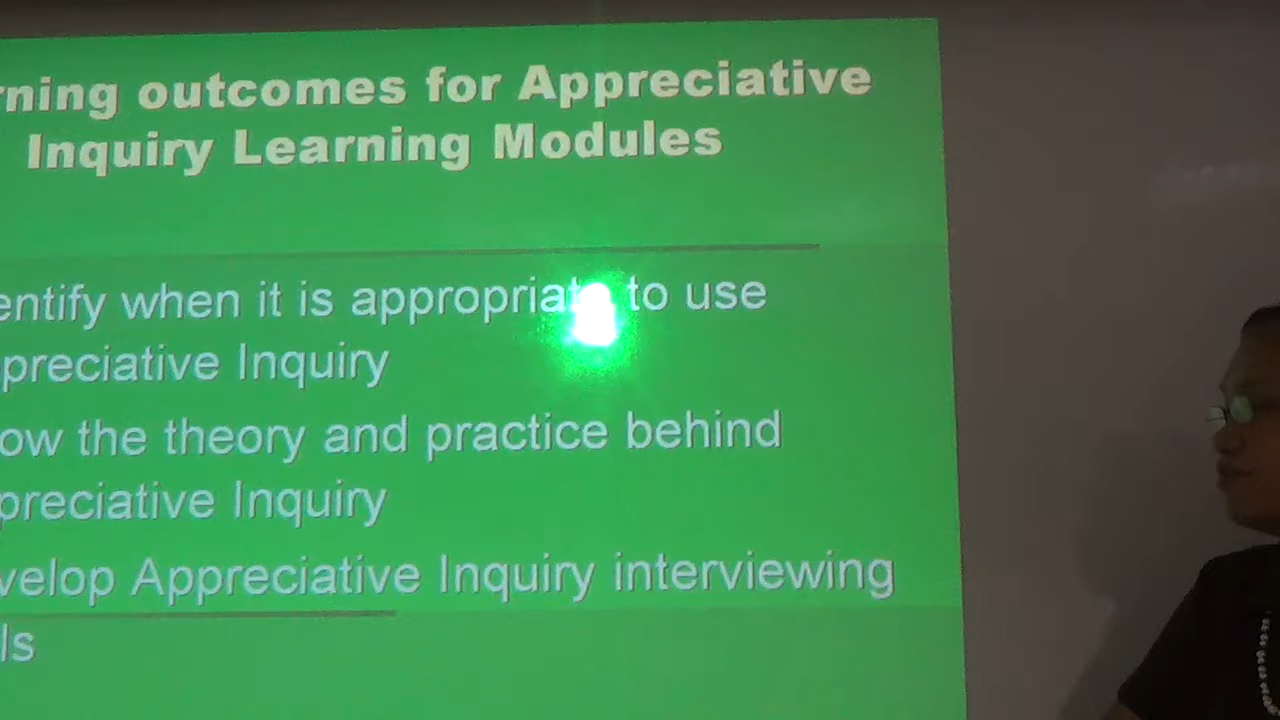 rning outcomes for Appreciative
Inquiry Learning Modules
entify when it is appropriate to use
preciative Inquiry
ow the theory and practice behind
preciative Inquiry
velop Appreciative Inquiry interviewing
ls